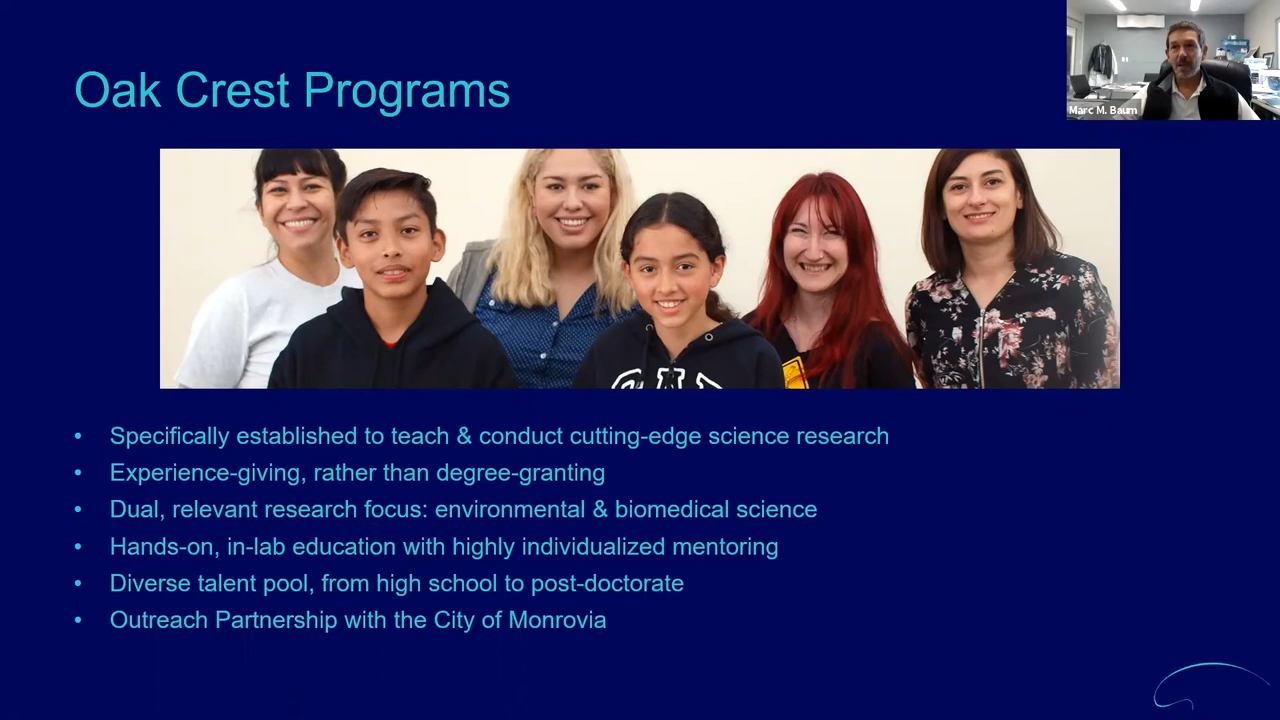 Oak Crest Programs
Marc M. Baum
• Specifically established to teach & conduct cutting-edge science research
• Experience-giving, rather than degree-granting
• Dual, relevant research focus: environmental & biomedical science
• Hands-on, in-lab education with highly individualized mentoring
• Diverse talent pool, from high school to post-doctorate
• Outreach Partnership with the City of Monrovia